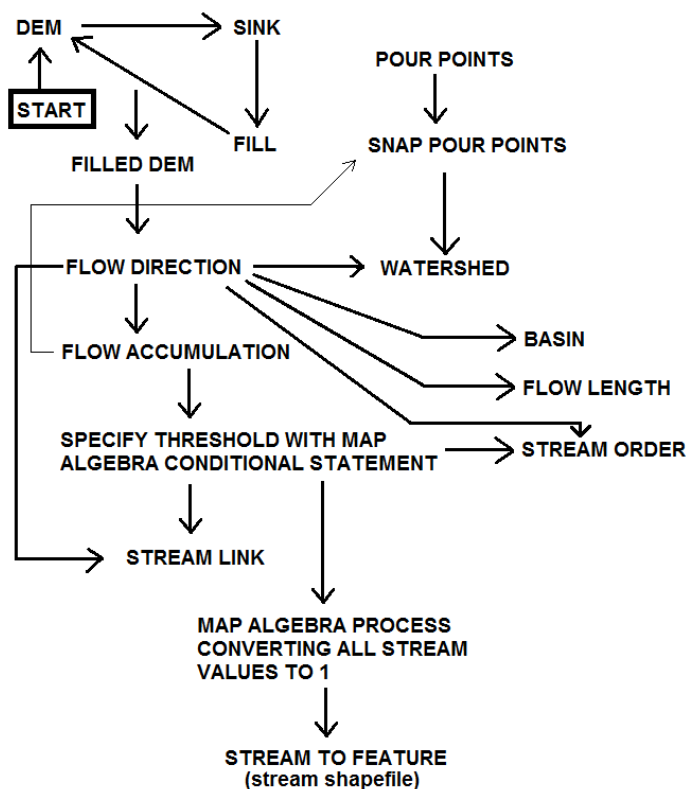 DEM
SINK
START
POUR POINTS
FILL
SNAP POUR POINTS
FILLED DEM
FLOW DIRECTION
WATERSHED
BASIN
FLOW ACCUMULATION
FLOW LENGTH
SPECIFY THRESHOLD WITH MAP
ALGEBRA CONDITIONAL STATEMENT
STREAM ORDER
STREAM LINK
MAP ALGEBRA PROCESS
CONVERTING ALL STREAM
VALUES TO 1
STREAM TO FEATURE
(stream shapefile)